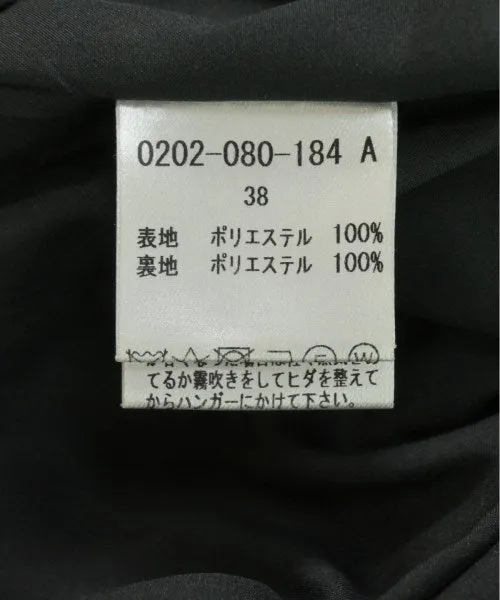 0202-080-184 A
38
表地 ポリエステル 100%
裏地 ポリエステル 100%
てるか霧吹きをしてヒダを整えて
からハンガーにかけて下さい。